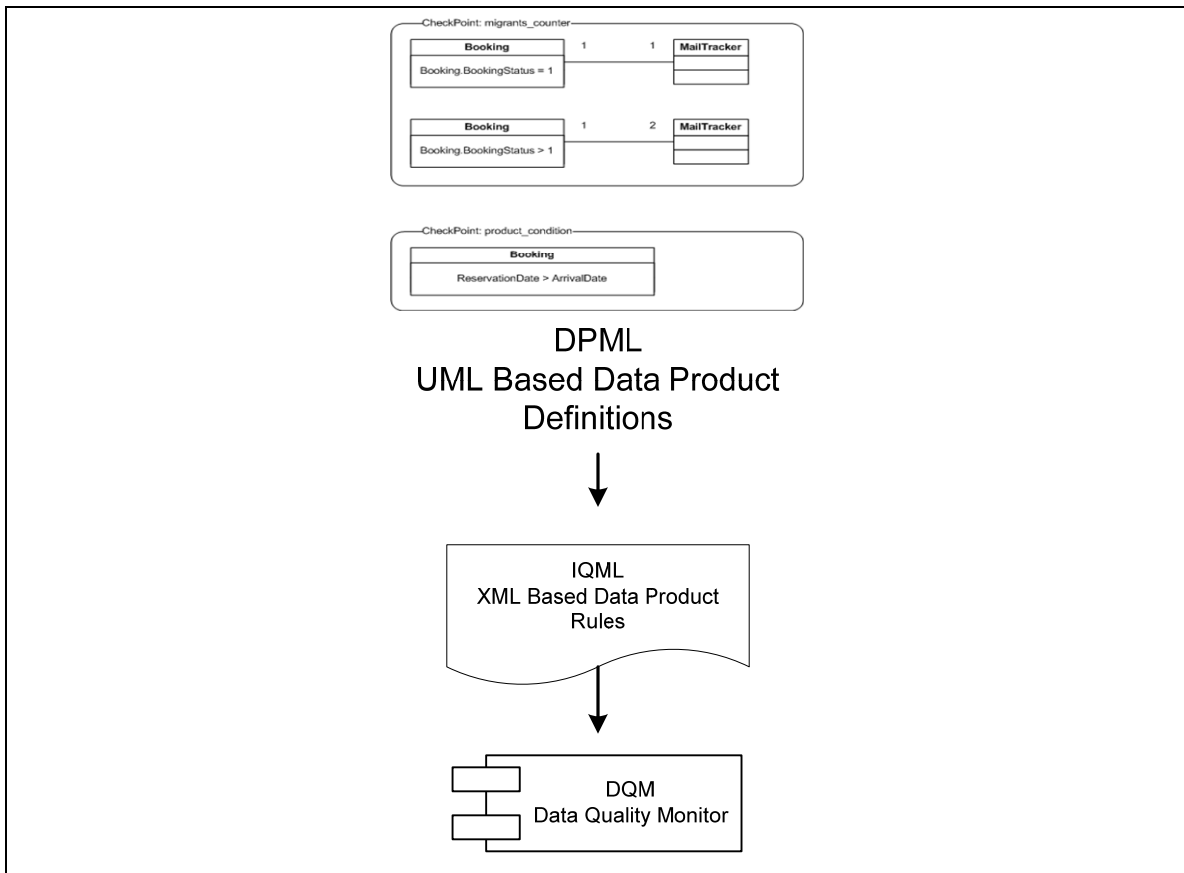 CheckPoint: migrants_counter
Booking 1 1 MailTracker
Booking.BookingStatus = 1
Booking 1 2 MailTracker
Booking.BookingStatus > 1
CheckPoint: product_condition
Booking
ReservationDate > ArrivalDate
DPML
UML Based Data Product
Definitions
IQML
XML Based Data Product
Rules
DQM
Data Quality Monitor